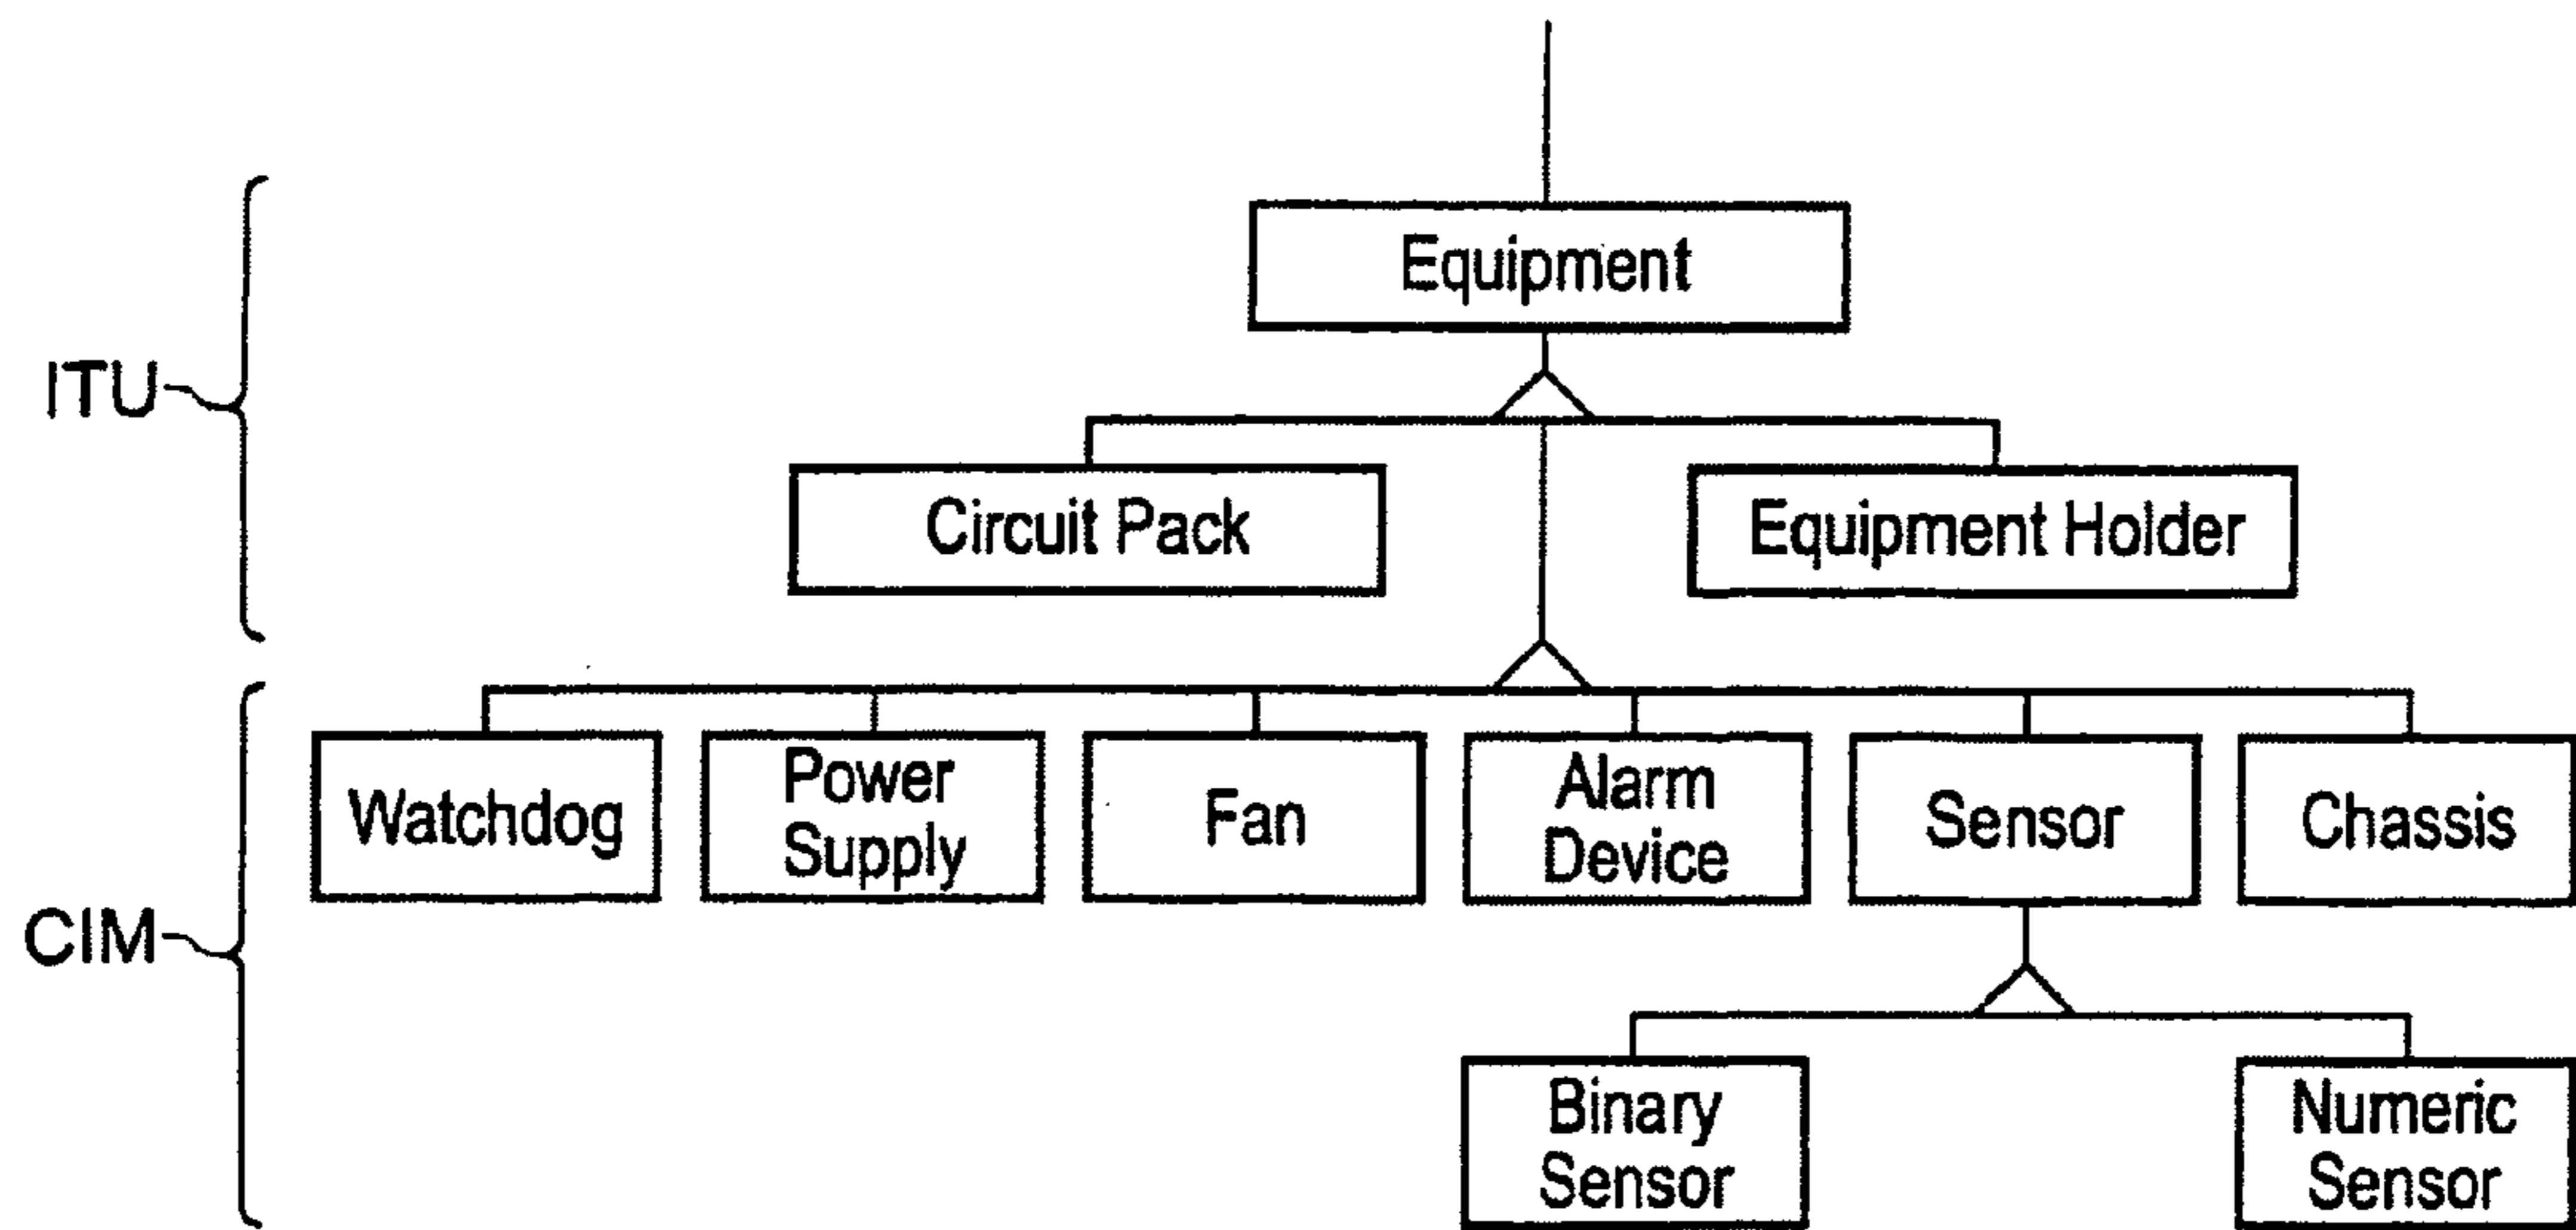 Equipment
ITU
Circuit Pack
Equipment Holder
Watchdog
Power
Supply
Fan
Alarm
Device
Sensor
Chassis
CIM
Binary
Sensor
Numeric
Sensor